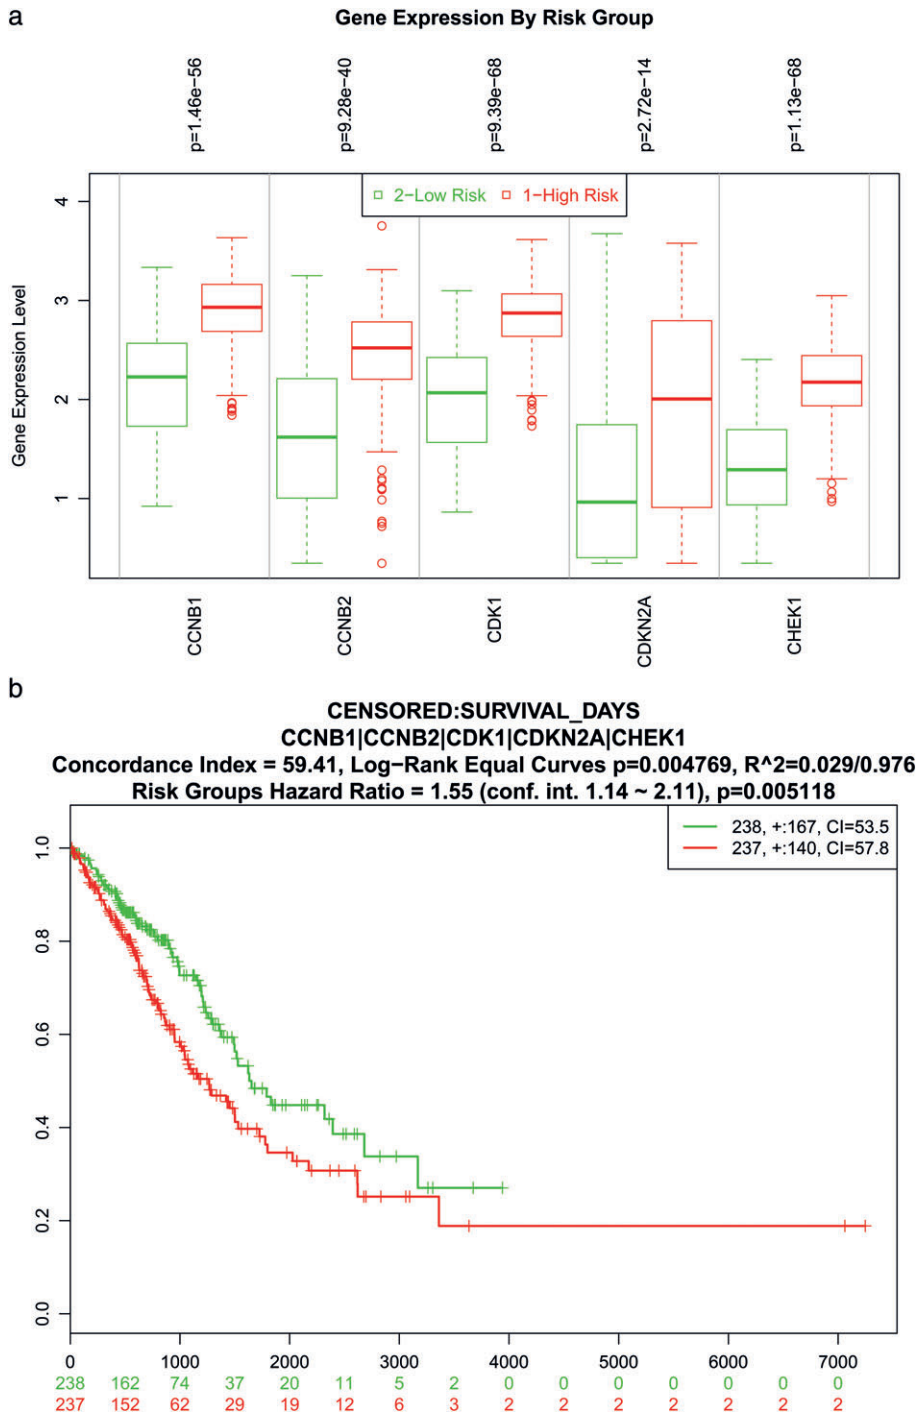 a
Gene Expression By Risk Group
p=1.46e−56
p=9.28e−40
p=9.39e−68
p=2.72e−14
p=1.13e−68
2−Low Risk 1−High Risk
Gene Expression Level
4
3
2
1
CCNB1
CCNB2
CDK1
CDKN2A
CHEK1
b
CENSORED:SURVIVAL_DAYS
CCNB1|CCNB2|CDK1|CDKN2A|CHEK1
Concordance Index = 59.41, Log−Rank Equal Curves p=0.004769, R^2=0.029/0.976
Risk Groups Hazard Ratio = 1.55 (conf. int. 1.14 ~ 2.11), p=0.005118
238, +:167, CI=53.5
237, +:140, CI=57.8
1.0
0.8
0.6
0.4
0.2
0.0
0 1000 2000 3000 4000 5000 6000 7000
238 162 74 37 20 11 5 2 0 0 0 0 0 0 0
237 152 62 29 19 12 6 3 2 2 2 2 2 2 2